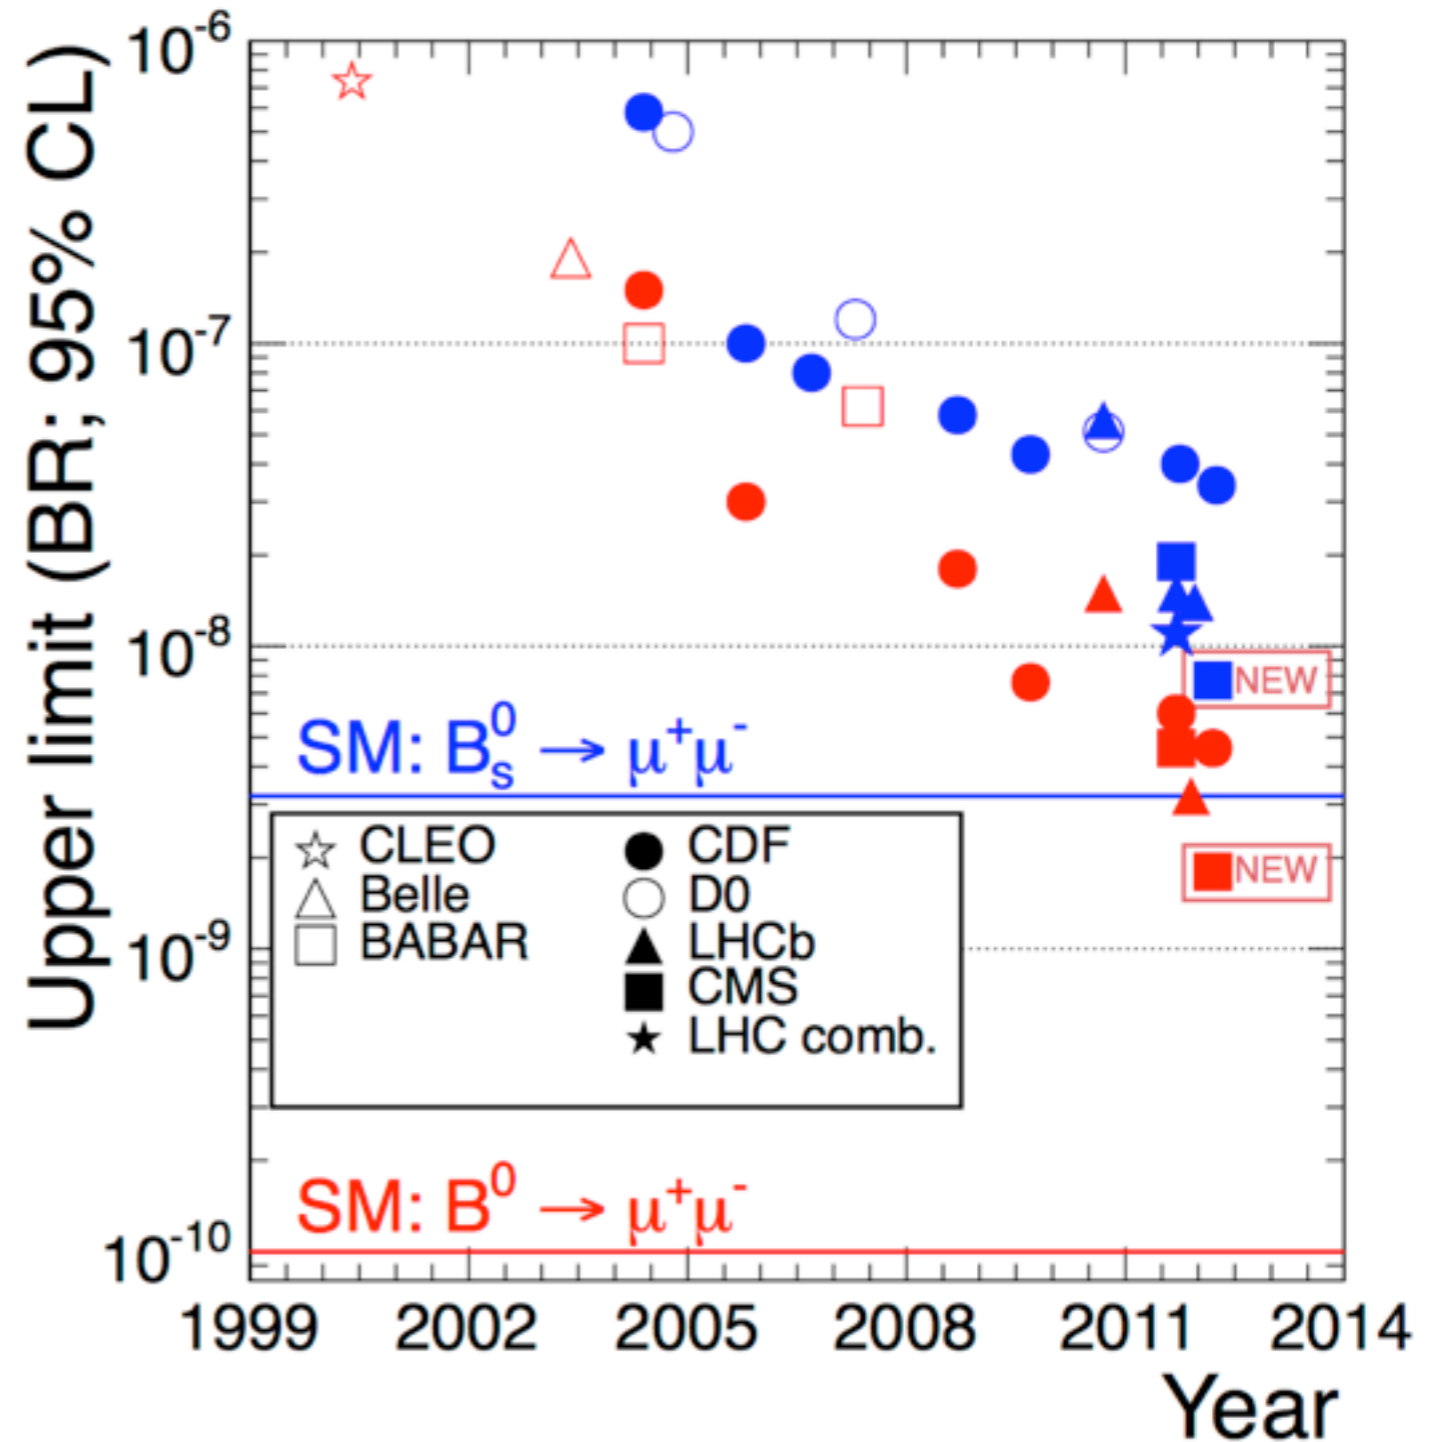 Upper limit (BR; 95% CL)
10⁻⁶
10⁻⁷
10⁻⁸
10⁻⁹
10⁻¹⁰
NEW
SM: B⁰ₛ → μ⁺μ⁻
NEW
CLEO
Belle
BABAR
CDF
D0
LHCb
CMS
LHC comb.
SM: B⁰ → μ⁺μ⁻
1999 2002 2005 2008 2011 2014
Year